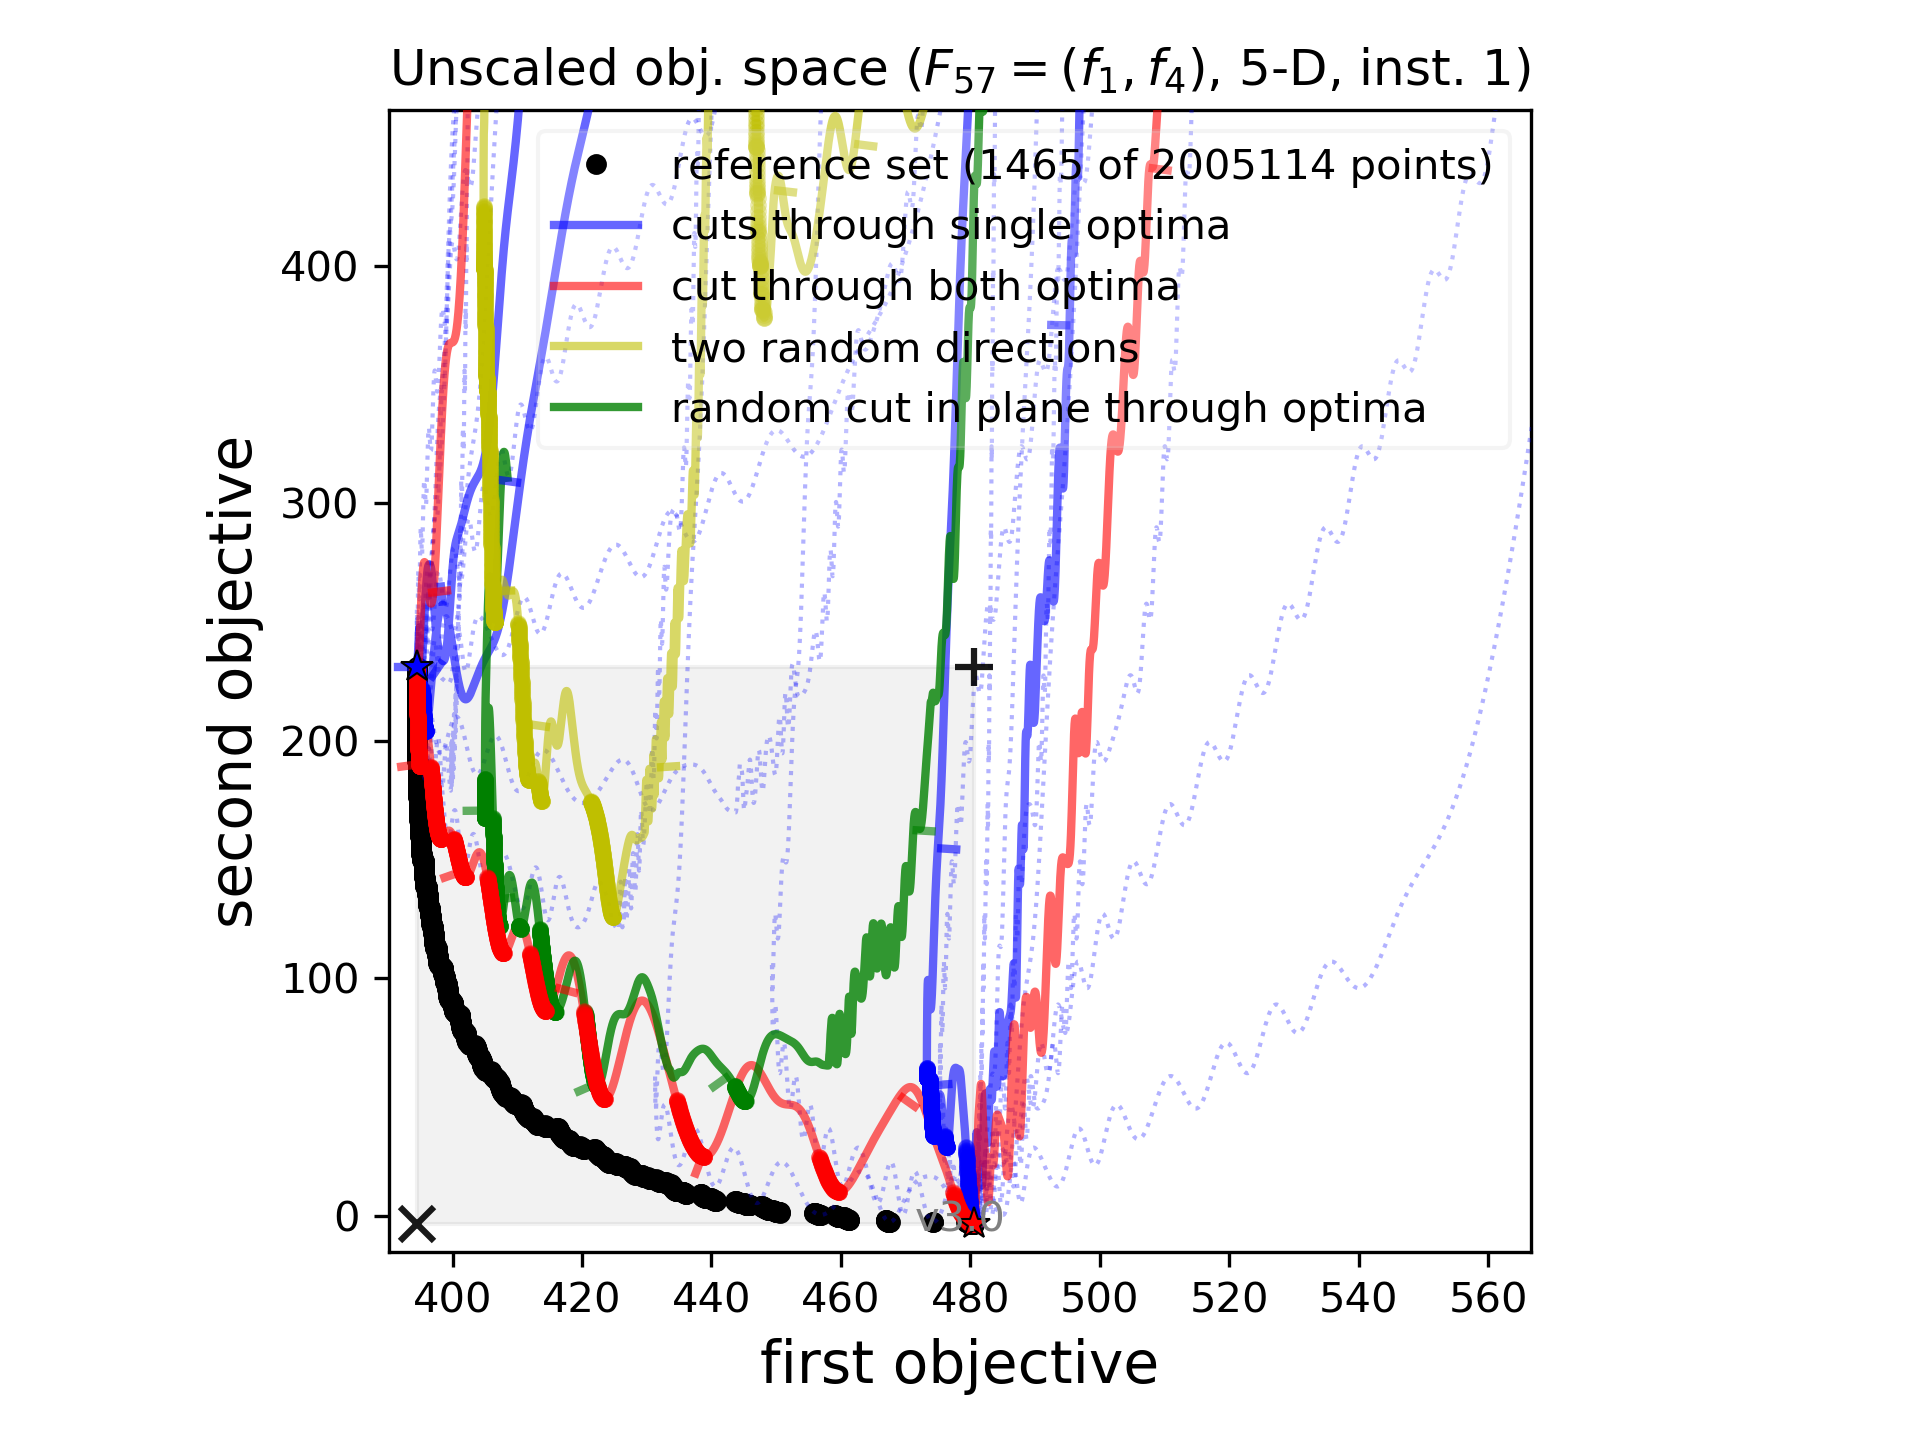 Unscaled obj. space (F57 = (f1, f4), 5-D, inst. 1)
reference set (1465 of 2005114 points)
cuts through single optima
cut through both optima
two random directions
random cut in plane through optima
second objective
400
300
200
100
0
v3.0
400 420 440 460 480 500 520 540 560
first objective